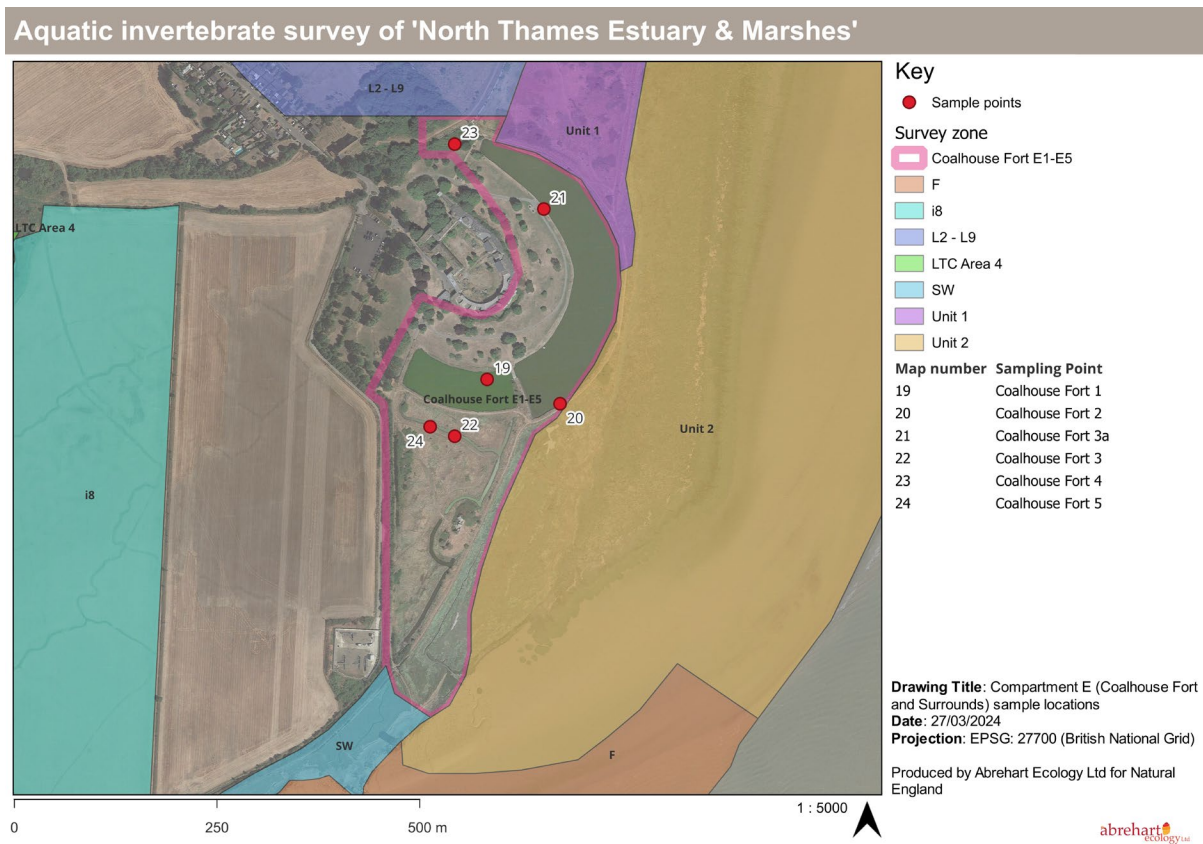 Aquatic invertebrate survey of 'North Thames Estuary & Marshes'
L2 - L9
Unit 1
23
21
LTC Area 4
19
Coalhouse Fort E1-E5
20
24
22
Unit 2
i8
SW
F
0
250
500 m
1 : 5000
Key
Sample points
Survey zone
Coalhouse Fort E1-E5
F
i8
L2 - L9
LTC Area 4
SW
Unit 1
Unit 2
Map number Sampling Point
19 Coalhouse Fort 1
20 Coalhouse Fort 2
21 Coalhouse Fort 3a
22 Coalhouse Fort 3
23 Coalhouse Fort 4
24 Coalhouse Fort 5
Drawing Title: Compartment E (Coalhouse Fort
and Surrounds) sample locations
Date: 27/03/2024
Projection: EPSG: 27700 (British National Grid)
Produced by Abrehart Ecology Ltd for Natural
England
abrehart
ecology Ltd